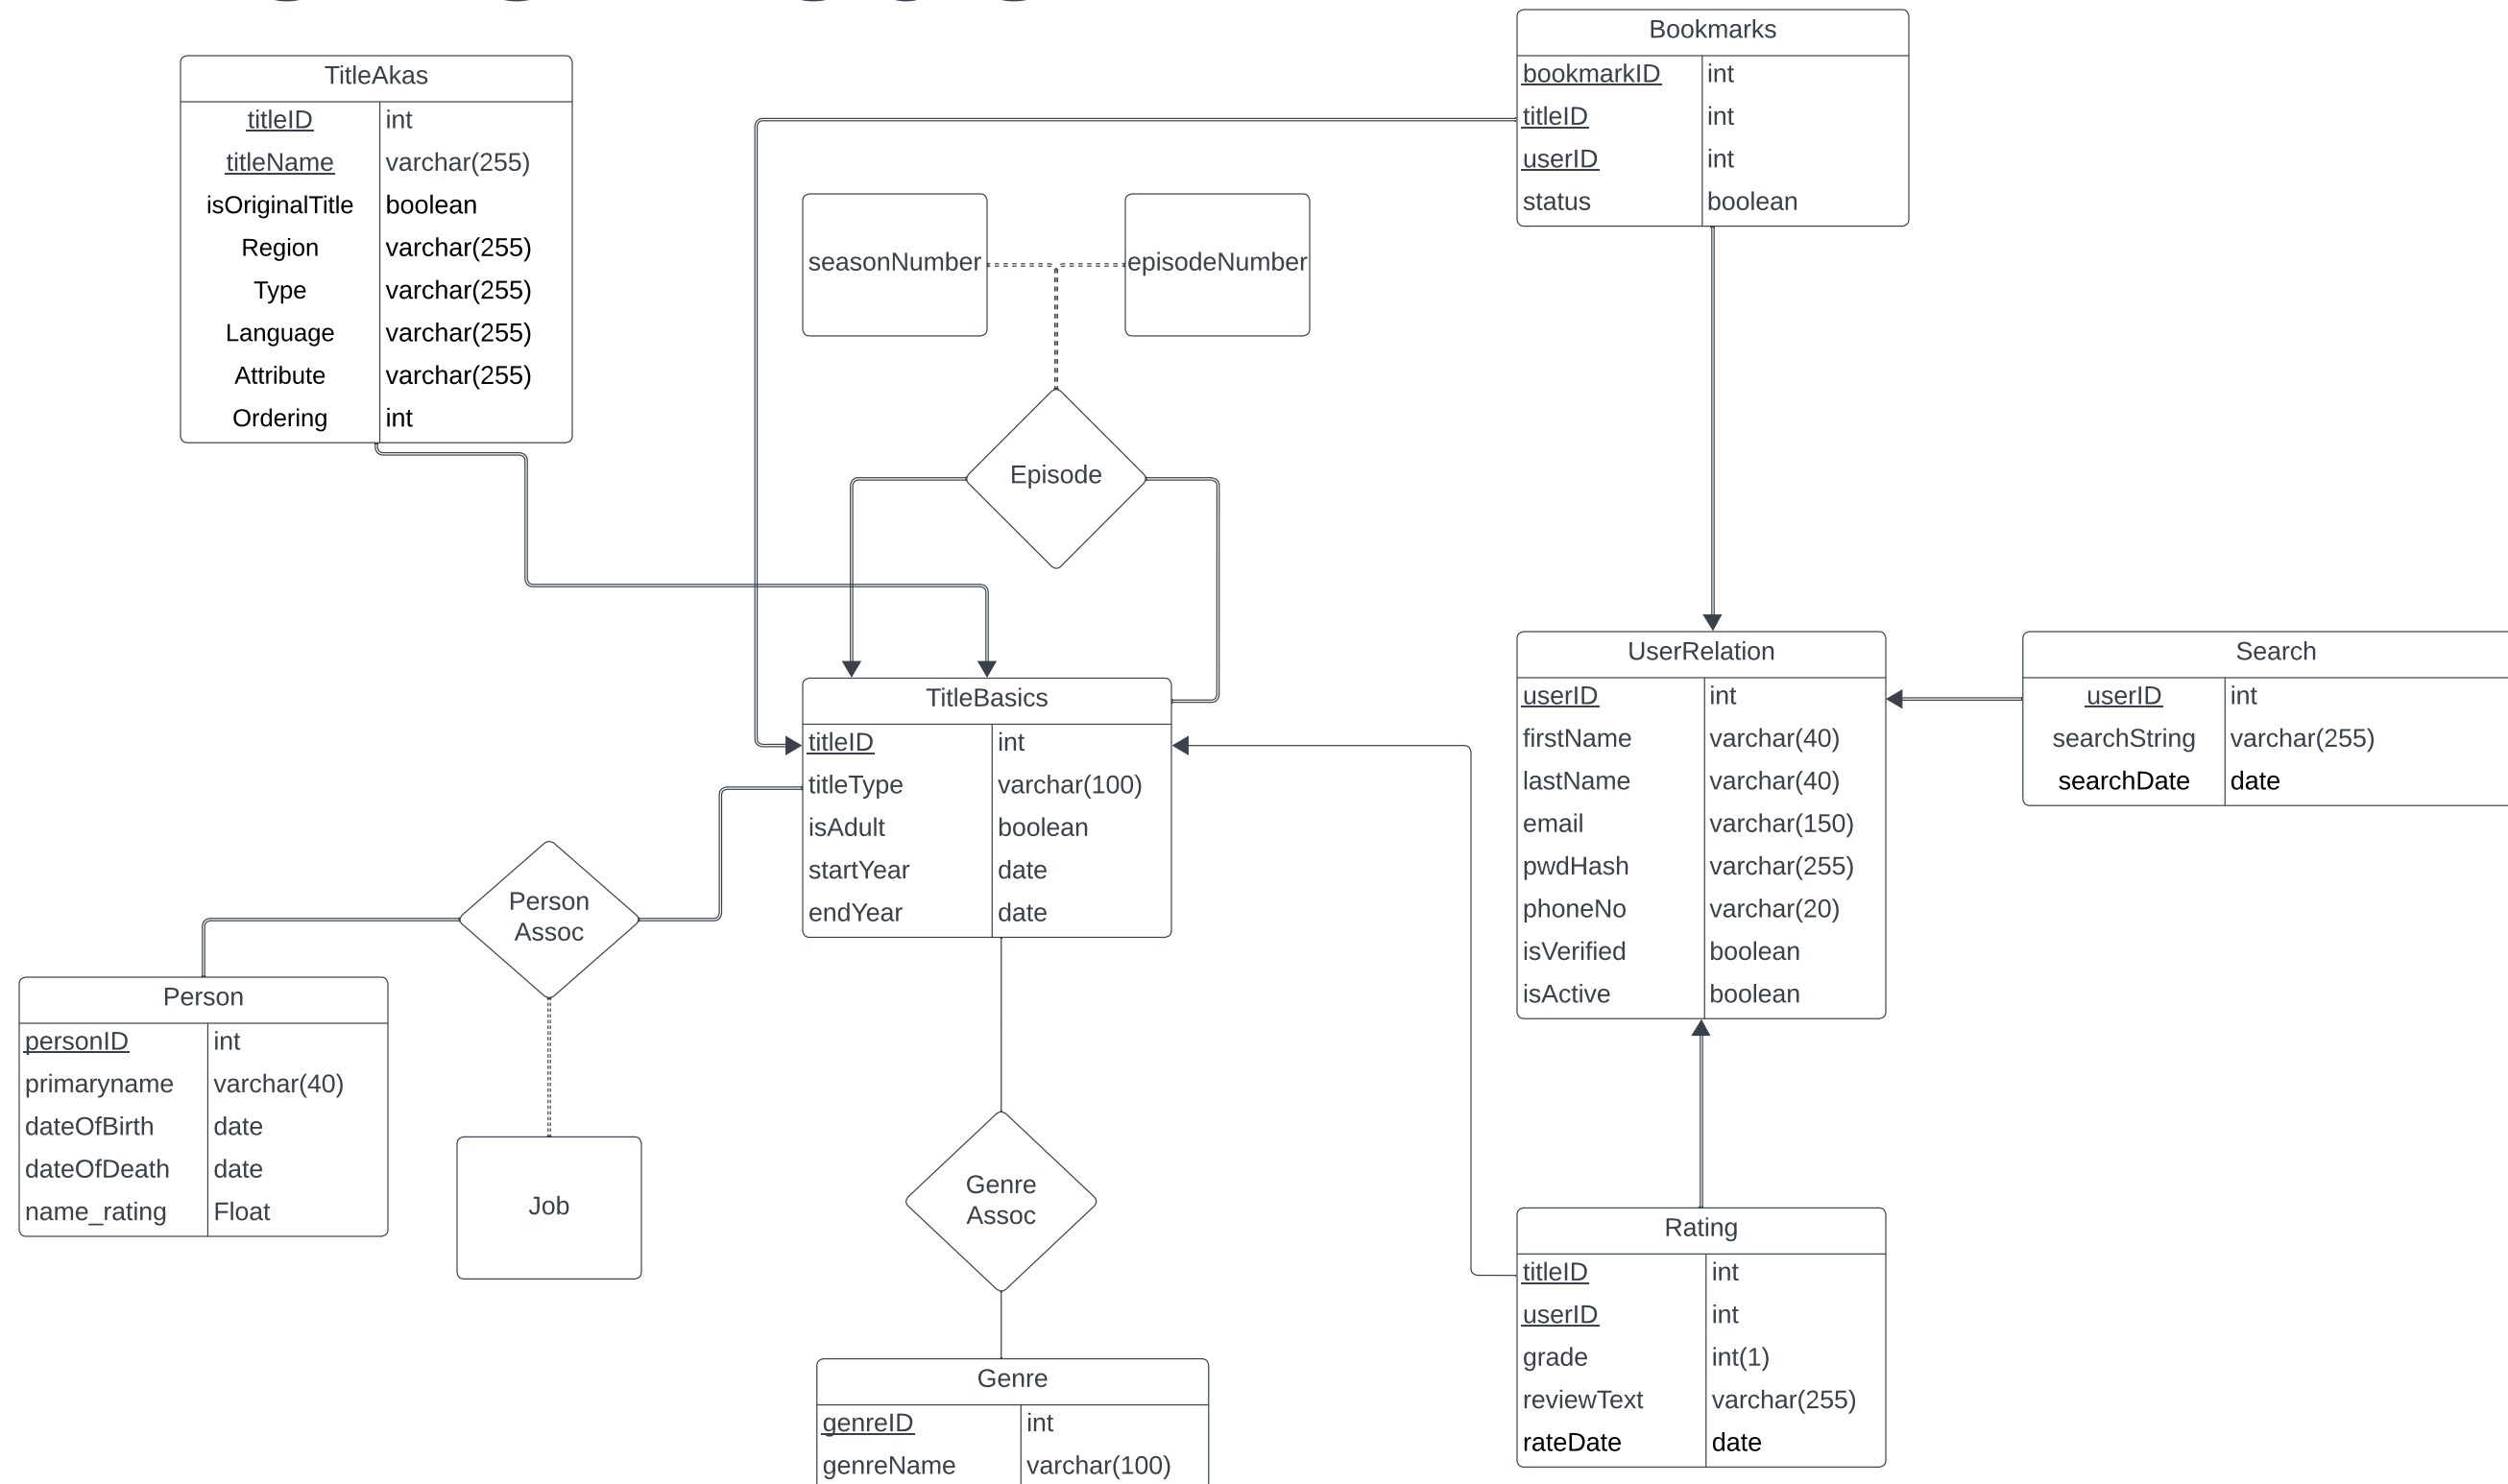 Bookmarks
bookmarkID int
titleID int
userID int
status boolean
TitleAkas
titleID int
titleName varchar(255)
isOriginalTitle boolean
Region varchar(255)
Type varchar(255)
Language varchar(255)
Attribute varchar(255)
Ordering int
seasonNumber
episodeNumber
Episode
TitleBasics
titleID int
titleType varchar(100)
isAdult boolean
startYear date
endYear date
UserRelation
userID int
firstName varchar(40)
lastName varchar(40)
email varchar(150)
pwdHash varchar(255)
phoneNo varchar(20)
isVerified boolean
isActive boolean
Search
userID int
searchString varchar(255)
searchDate date
Person
Assoc
Person
personID int
primaryname varchar(40)
dateOfBirth date
dateOfDeath date
name_rating Float
Job
Genre
Assoc
Rating
titleID int
userID int
grade int(1)
reviewText varchar(255)
rateDate date
Genre
genreID int
genreName varchar(100)